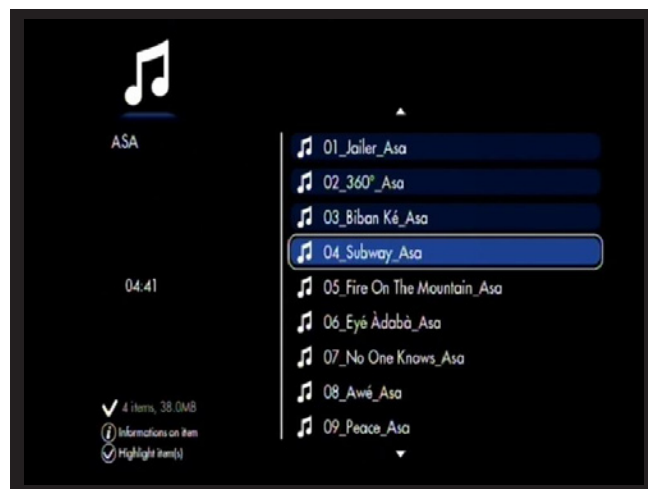 ASA
01_Jailer_Asa
02_360°_Asa
03_Biban Ké_Asa
04_Subway_Asa
04:41
05_Fire On The Mountain_Asa
06_Eyé Àdabà_Asa
07_No One Knows_Asa
08_Awé_Asa
09_Peace_Asa
4 items, 38.0MB
Informations on item
Highlight item(s)